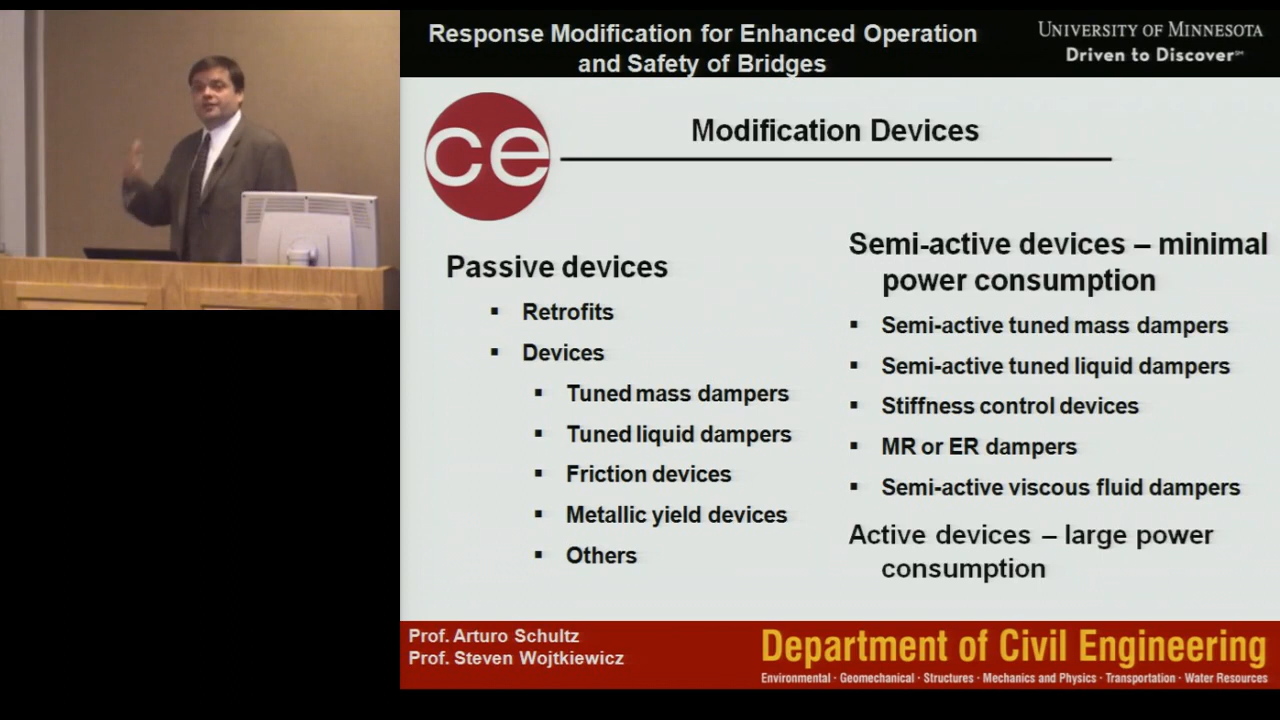 Response Modification for Enhanced Operation
and Safety of Bridges
UNIVERSITY OF MINNESOTA
Driven to Discover℠
ce
Modification Devices
Passive devices
▪ Retrofits
▪ Devices
▪ Tuned mass dampers
▪ Tuned liquid dampers
▪ Friction devices
▪ Metallic yield devices
▪ Others
Semi-active devices – minimal
power consumption
▪ Semi-active tuned mass dampers
▪ Semi-active tuned liquid dampers
▪ Stiffness control devices
▪ MR or ER dampers
▪ Semi-active viscous fluid dampers
Active devices – large power
consumption
Prof. Arturo Schultz
Prof. Steven Wojtkiewicz
Department of Civil Engineering
Environmental · Geomechanical · Structures · Mechanics and Physics · Transportation · Water Resources